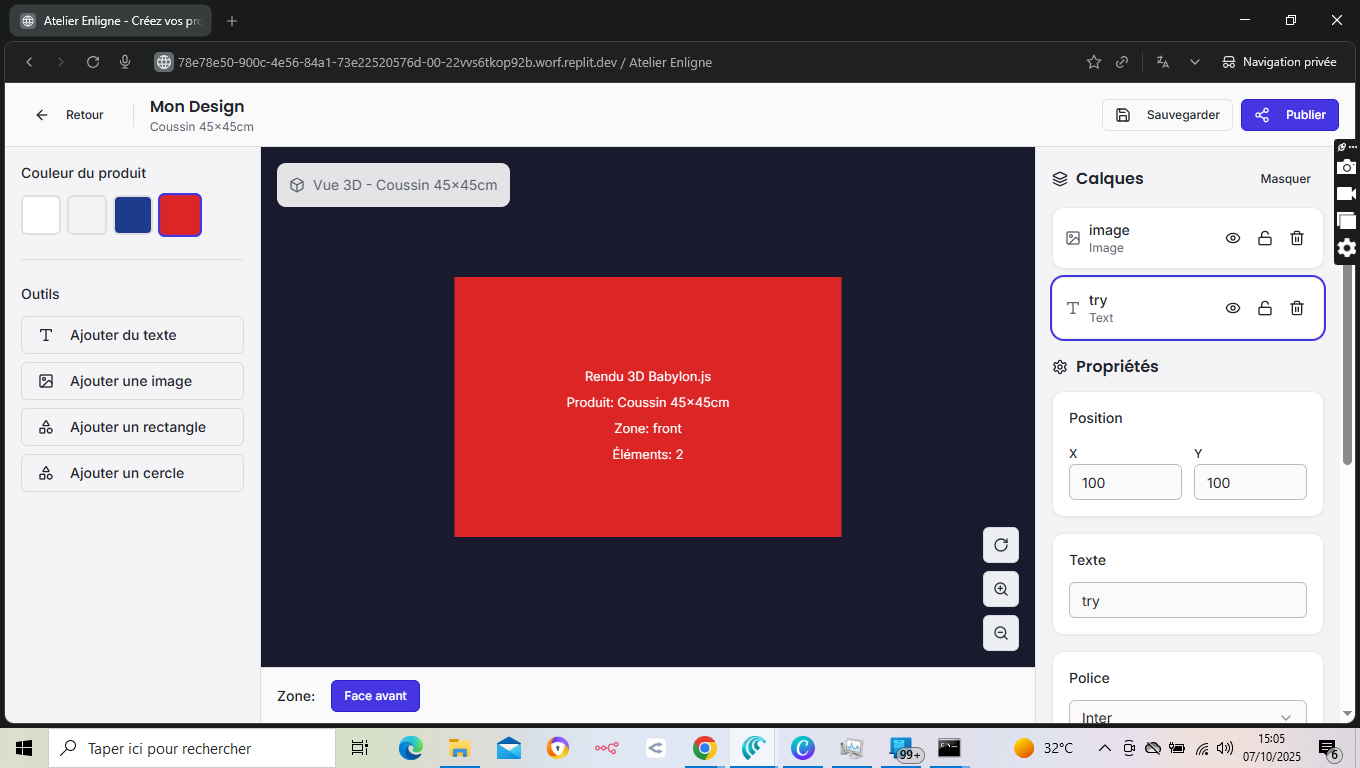 Atelier Enligne - Créez vos pro
78e78e50-900c-4e56-84a1-73e22520576d-00-22vvs6tkop92b.worf.replit.dev / Atelier Enligne
Navigation privée
Retour
Mon Design
Coussin 45×45cm
Sauvegarder
Publier
Couleur du produit
Outils
Ajouter du texte
Ajouter une image
Ajouter un rectangle
Ajouter un cercle
Vue 3D - Coussin 45×45cm
Rendu 3D Babylon.js
Produit: Coussin 45×45cm
Zone: front
Éléments: 2
Zone:
Face avant
Calques
Masquer
image
Image
try
Text
Propriétés
Position
X
Y
100
100
Texte
try
Police
Inter
Taper ici pour rechercher
99+
32°C
15:05
07/10/2025
6